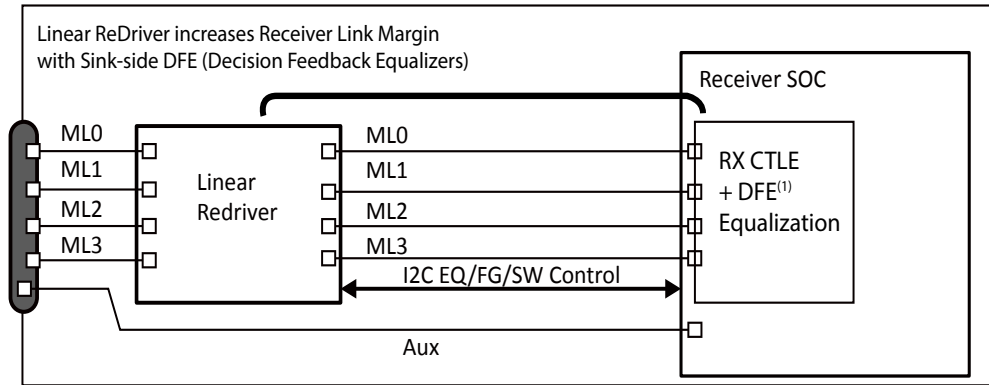 Linear ReDriver increases Receiver Link Margin
with Sink-side DFE (Decision Feedback Equalizers)
Receiver SOC
ML0
ML1
ML2
ML3
Linear
Redriver
ML0
ML1
ML2
ML3
RX CTLE
+ DFE(1)
Equalization
I2C EQ/FG/SW Control
Aux